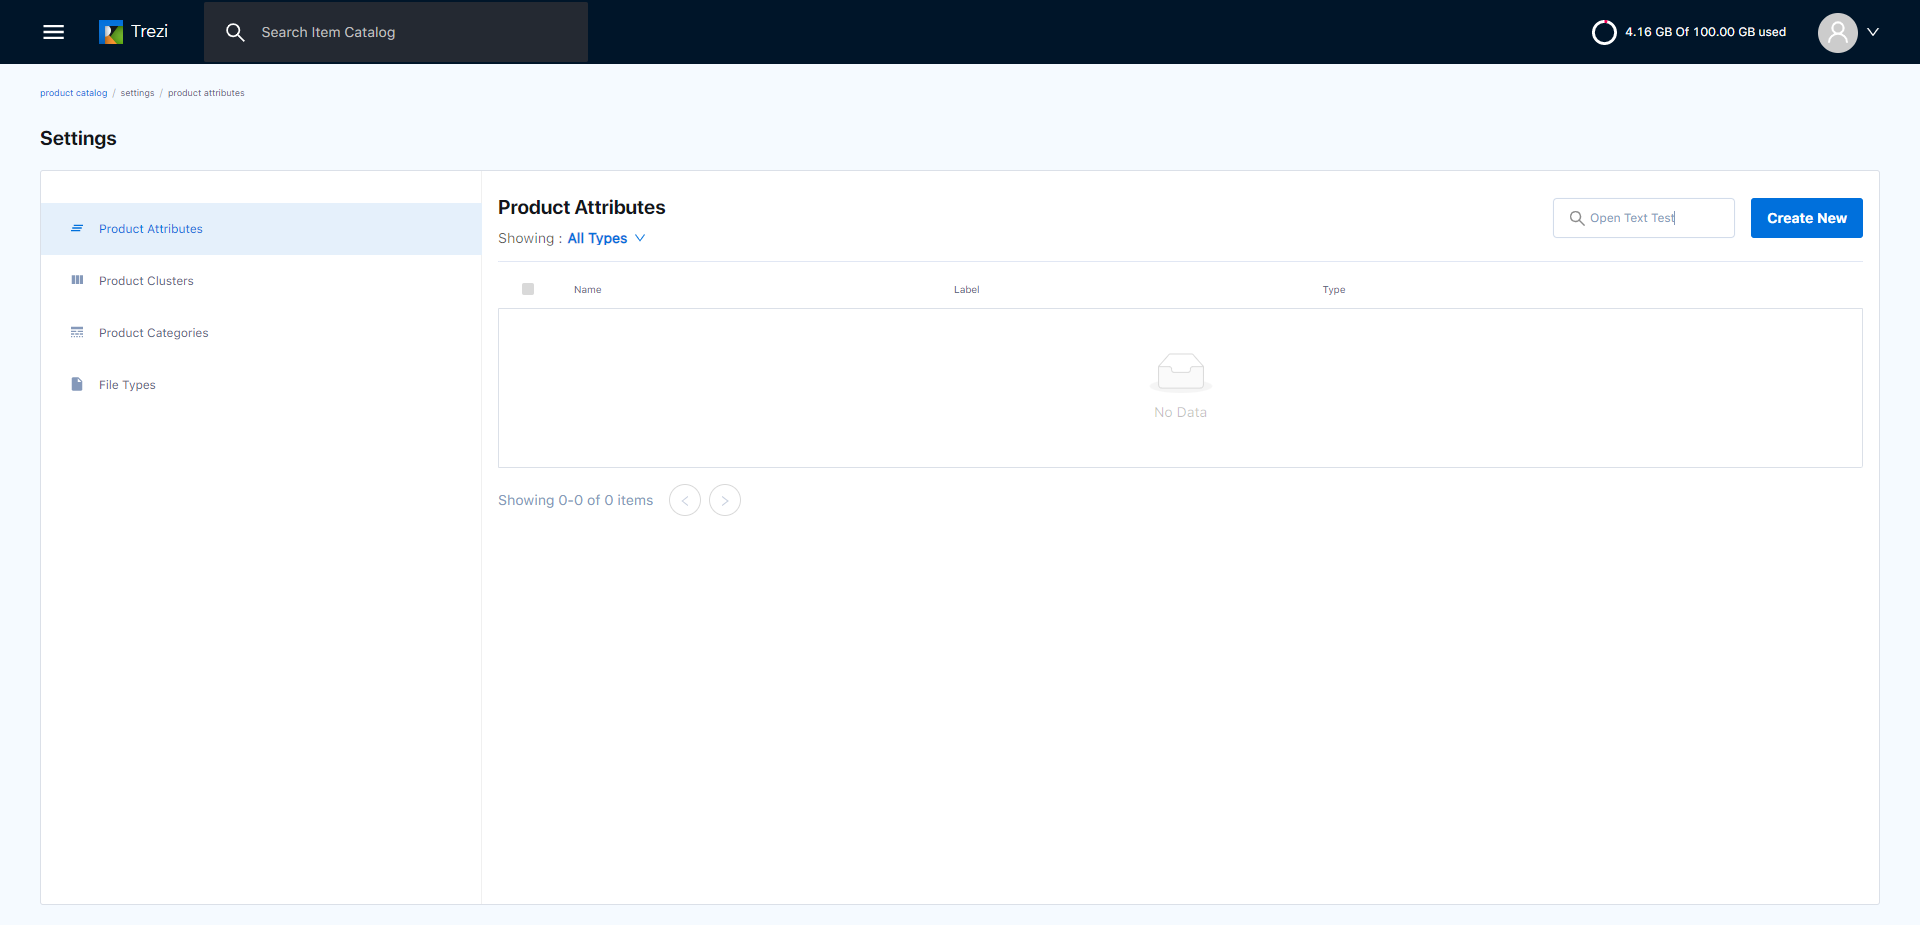 Trezi
Search Item Catalog
4.16 GB Of 100.00 GB used
product catalog / settings / product attributes
Settings
Product Attributes
Product Clusters
Product Categories
File Types
Product Attributes
Showing : All Types
Open Text Test
Create New
Name Label Type
No Data
Showing 0-0 of 0 items < >